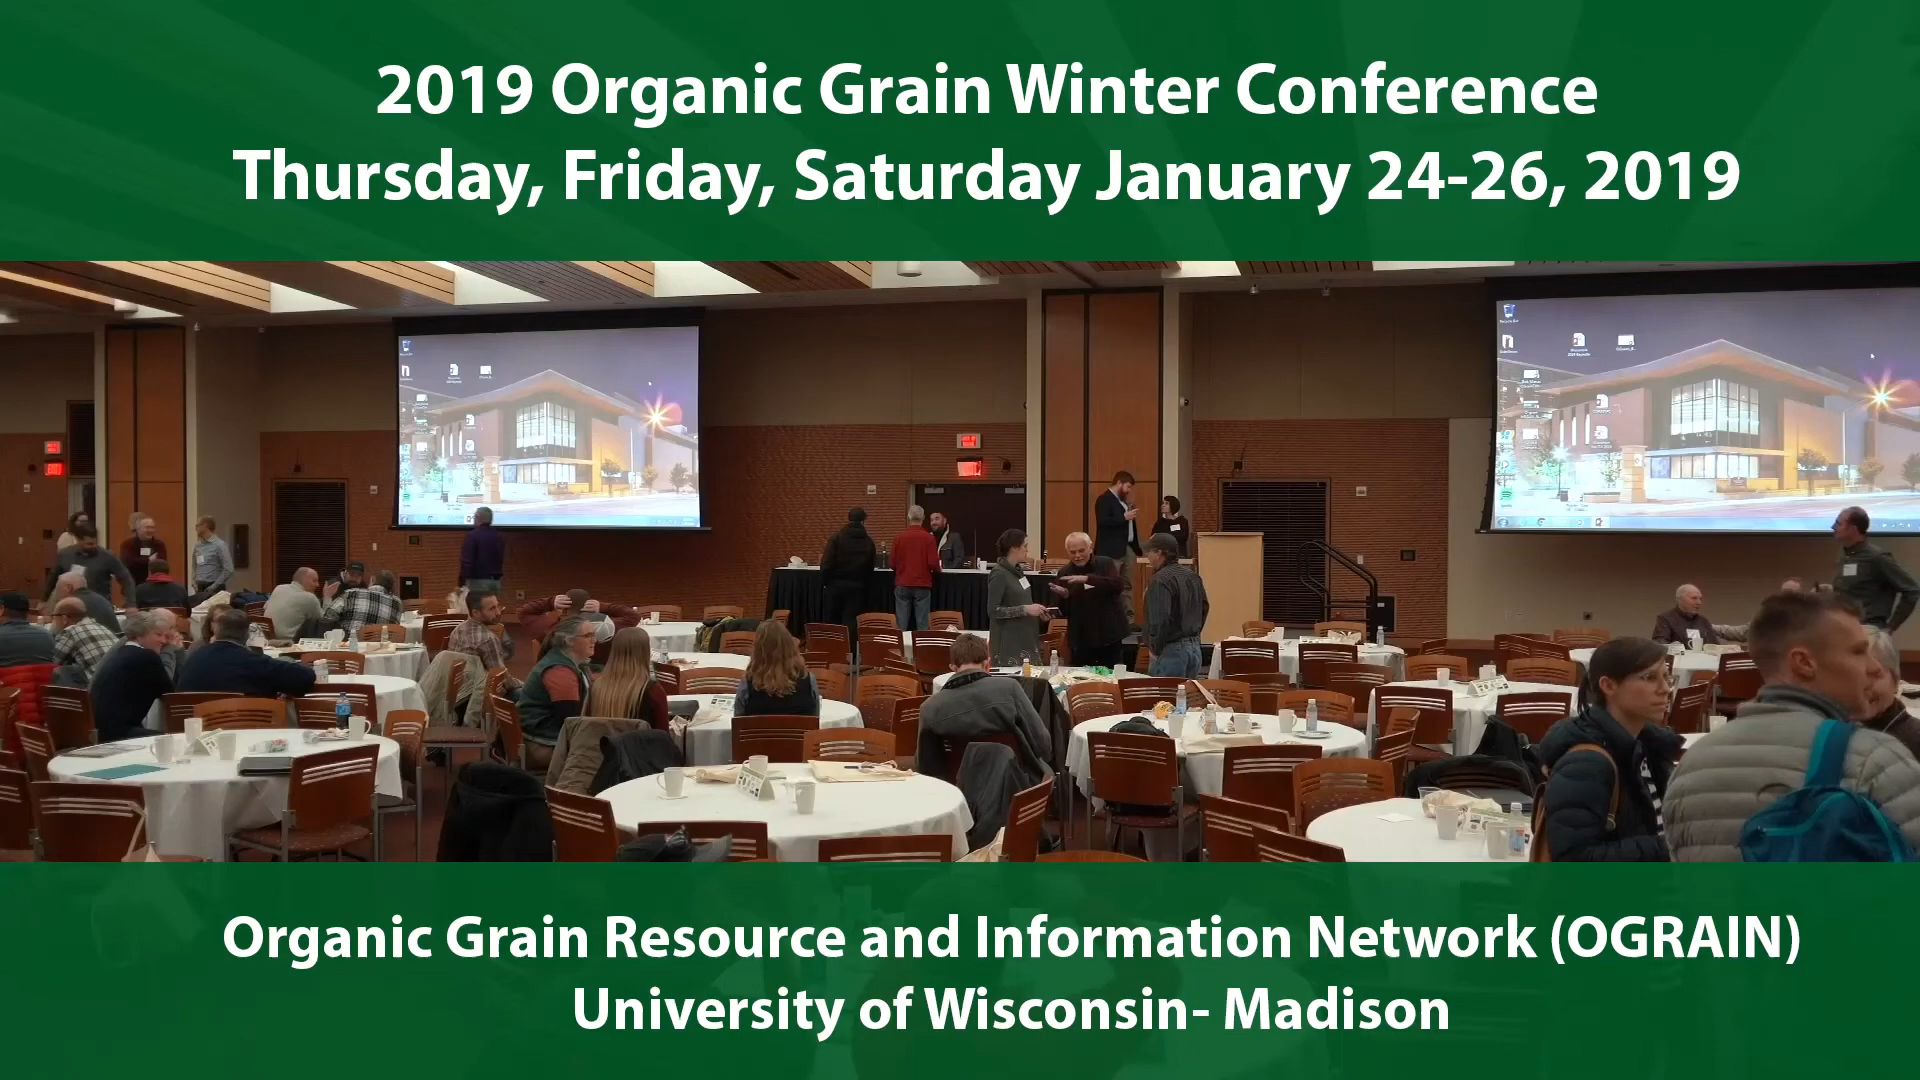 2019 Organic Grain Winter Conference
Thursday, Friday, Saturday January 24-26, 2019
Organic Grain Resource and Information Network (OGRAIN)
University of Wisconsin- Madison